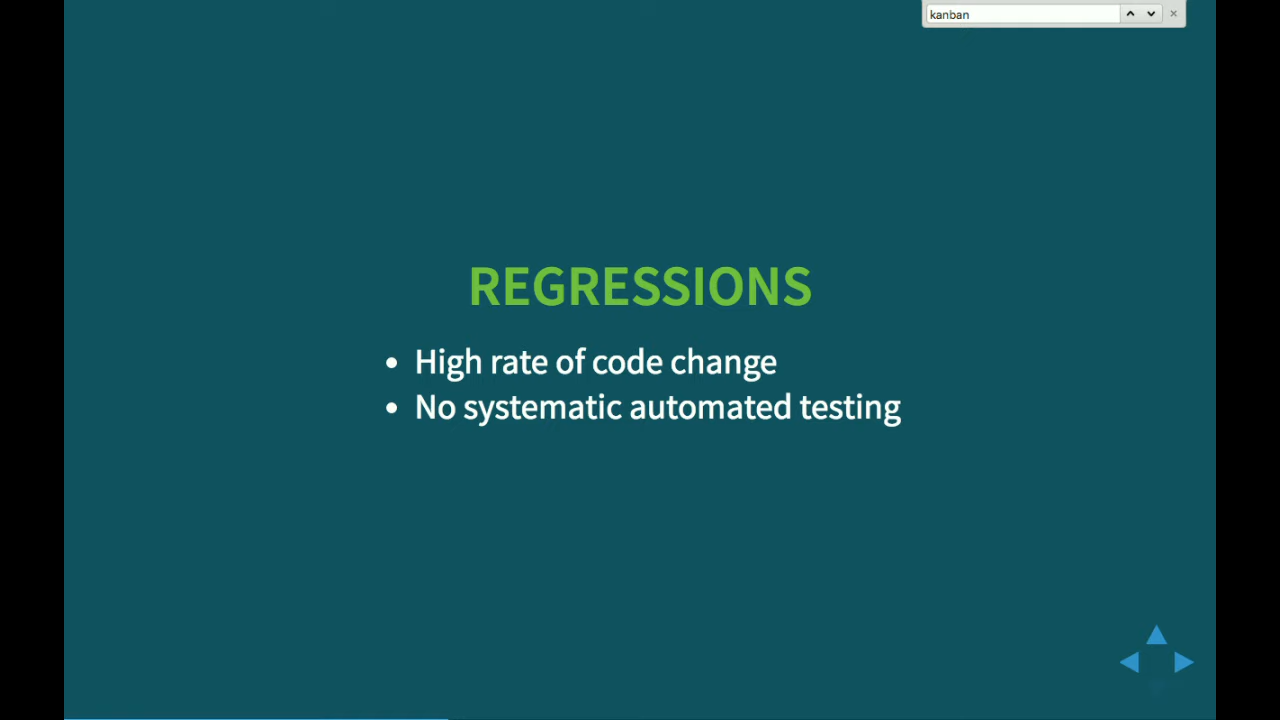 kanban
REGRESSIONS
High rate of code change
No systematic automated testing